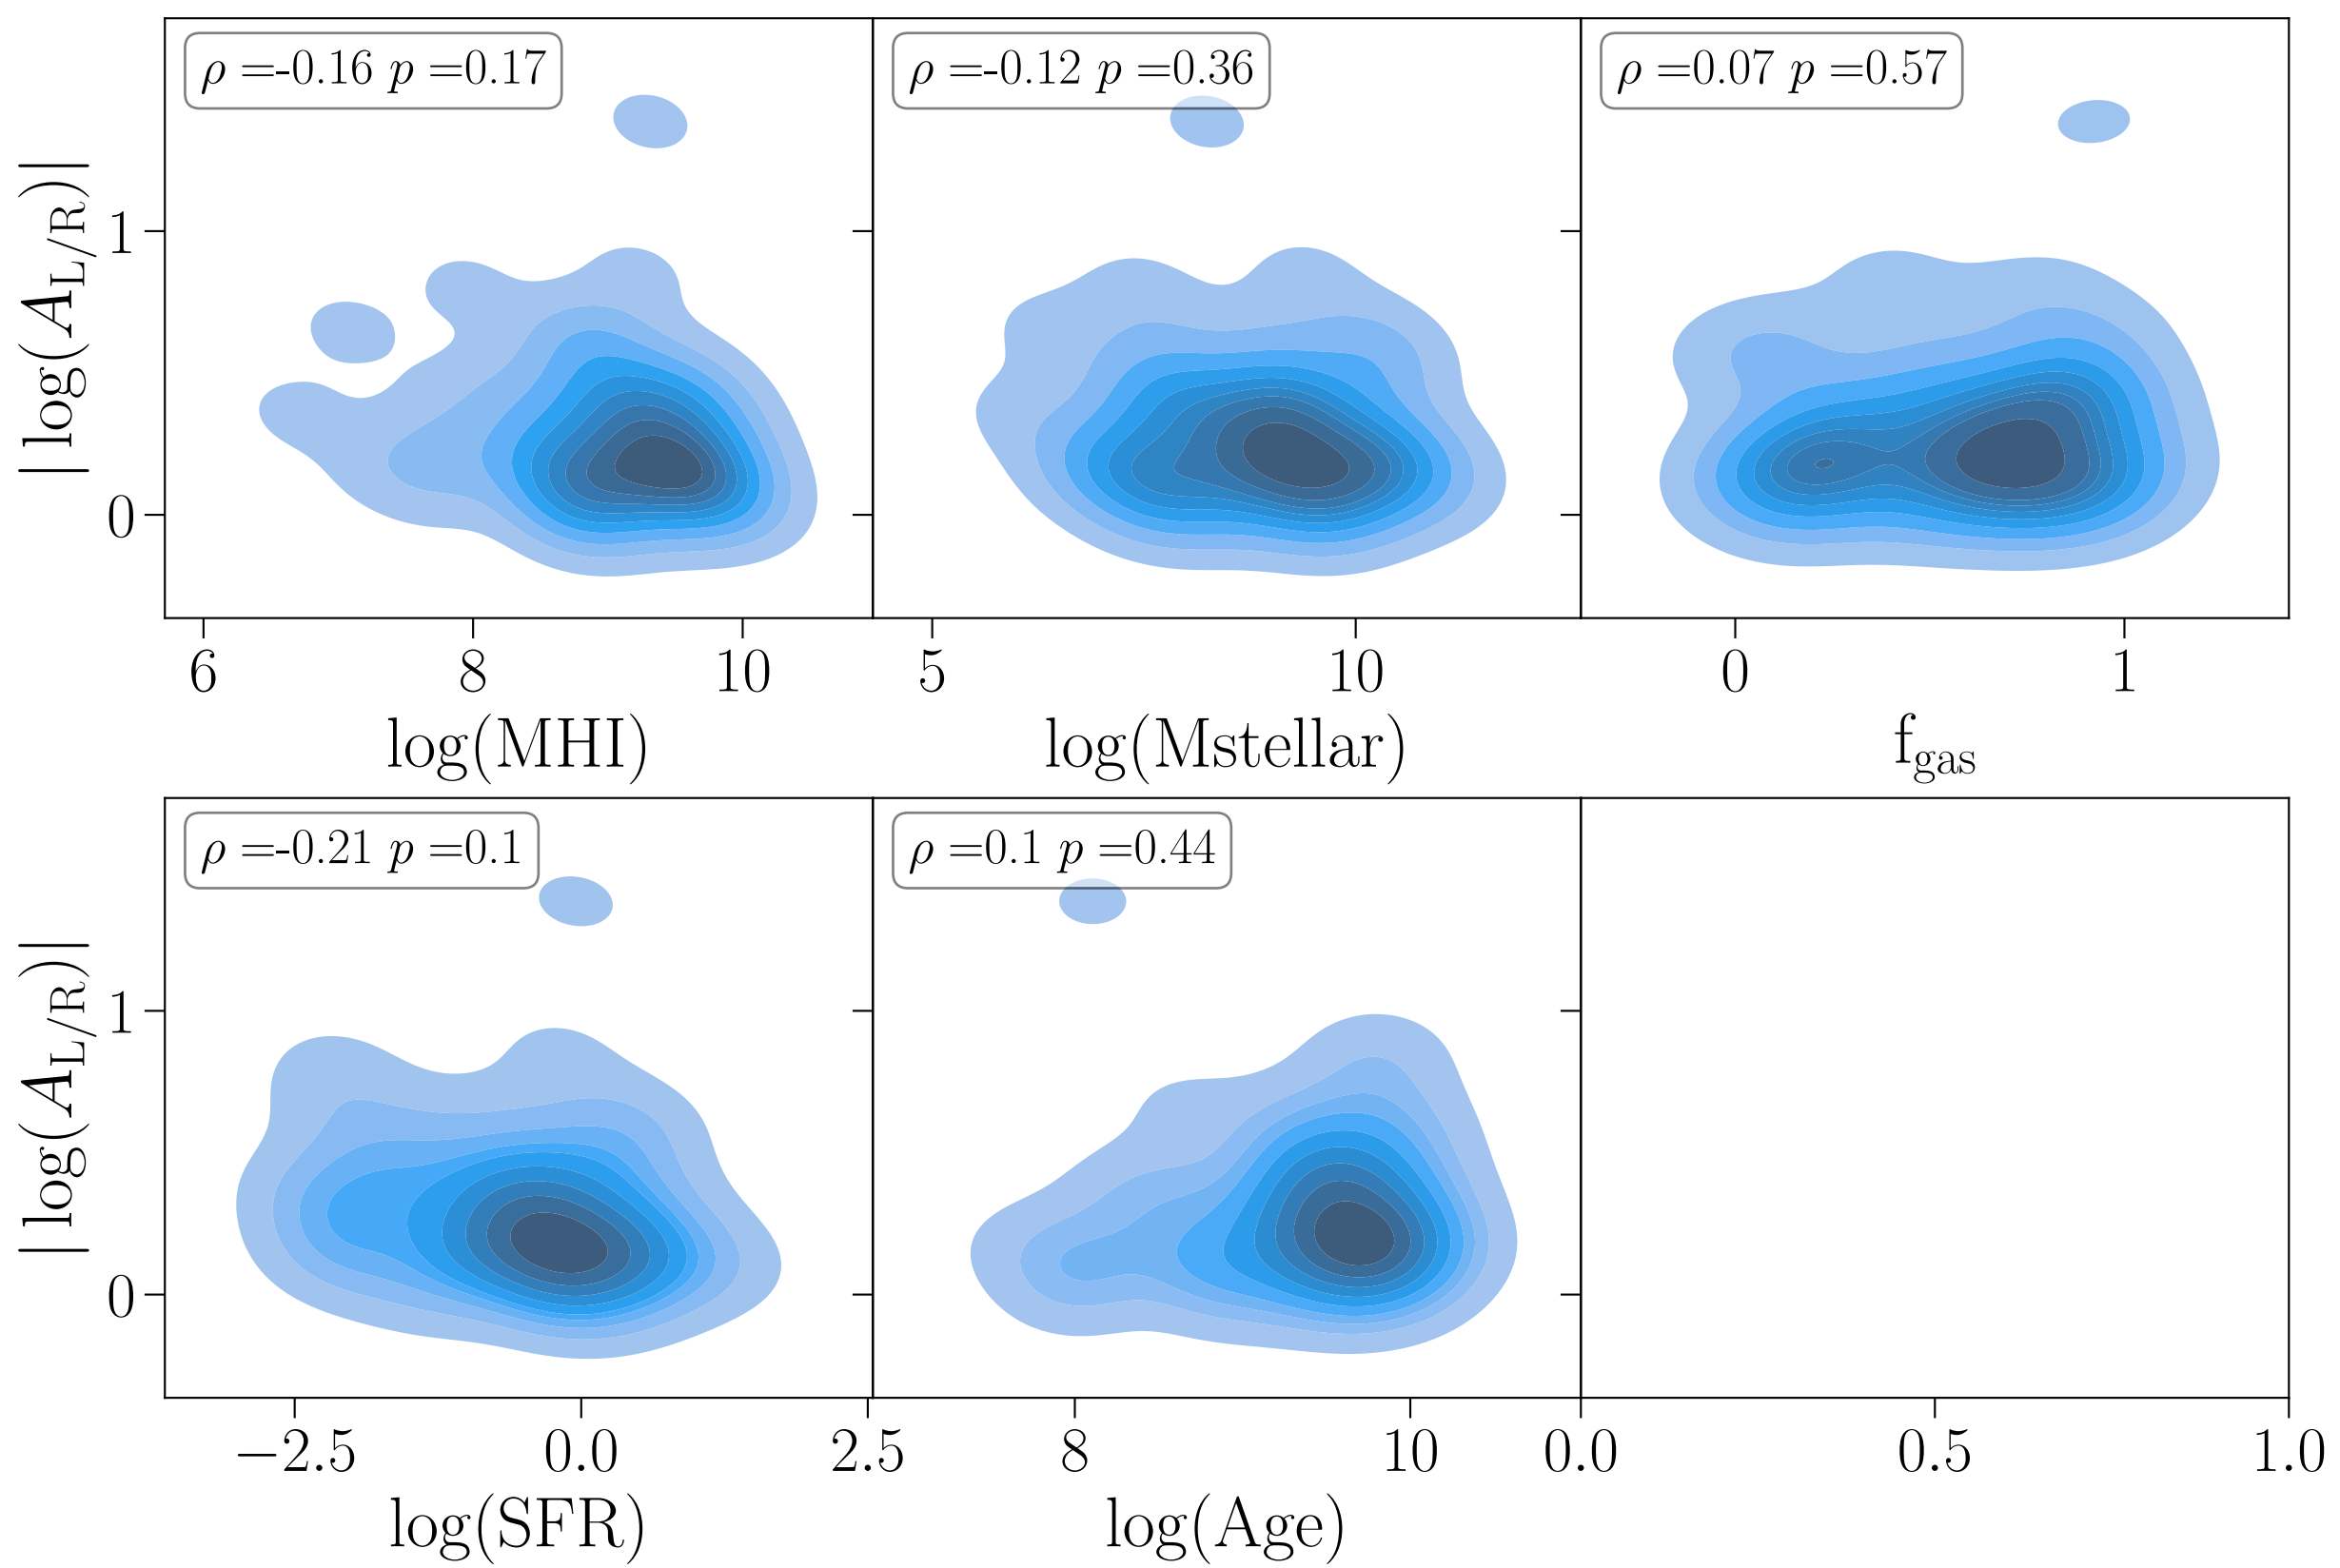 ρ =-0.16 p =0.17
ρ =-0.12 p =0.36
ρ =0.07 p =0.57
| log(A_L/R)|
1
0
6 8 10
5 10
0 1
log(MHI)
log(Mstellar)
f_gas
ρ =-0.21 p =0.1
ρ =0.1 p =0.44
| log(A_L/R)|
1
0
−2.5 0.0 2.5
8 10
0.0 0.5 1.0
log(SFR)
log(Age)